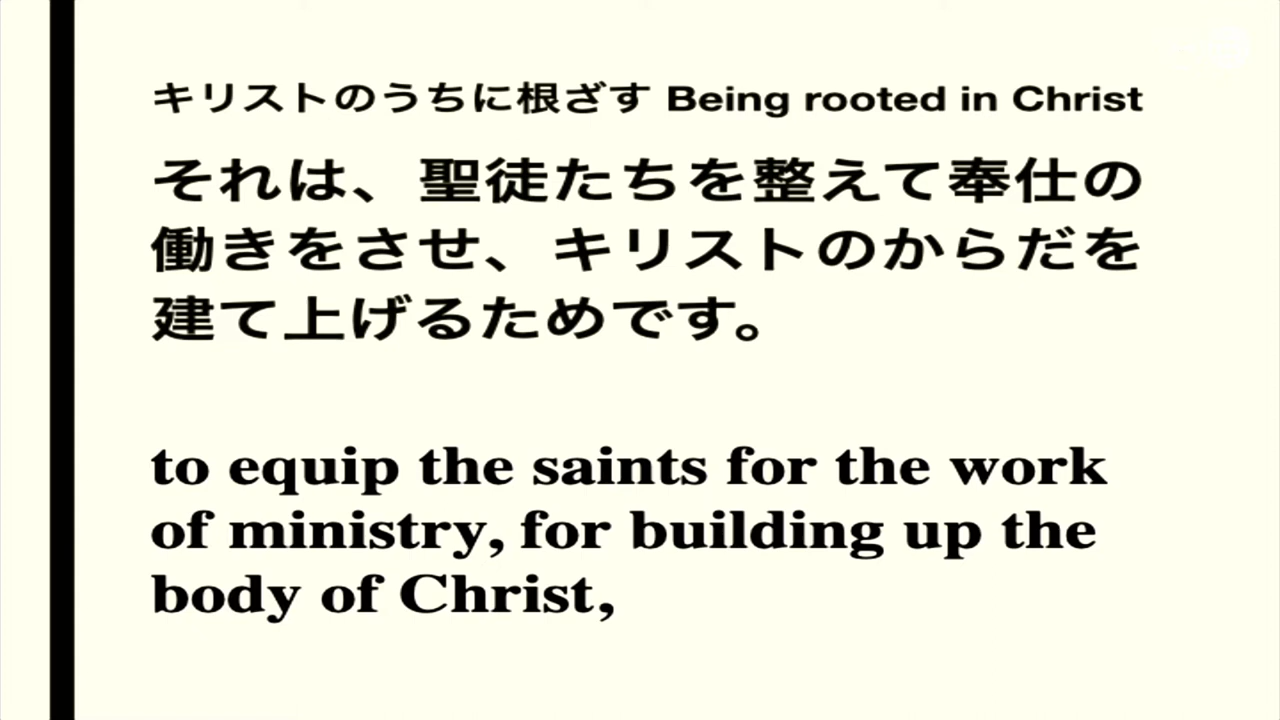 キリストのうちに根ざす Being rooted in Christ
それは、聖徒たちを整えて奉仕の
働きをさせ、キリストのからだを
建て上げるためです。
to equip the saints for the work
of ministry, for building up the
body of Christ,